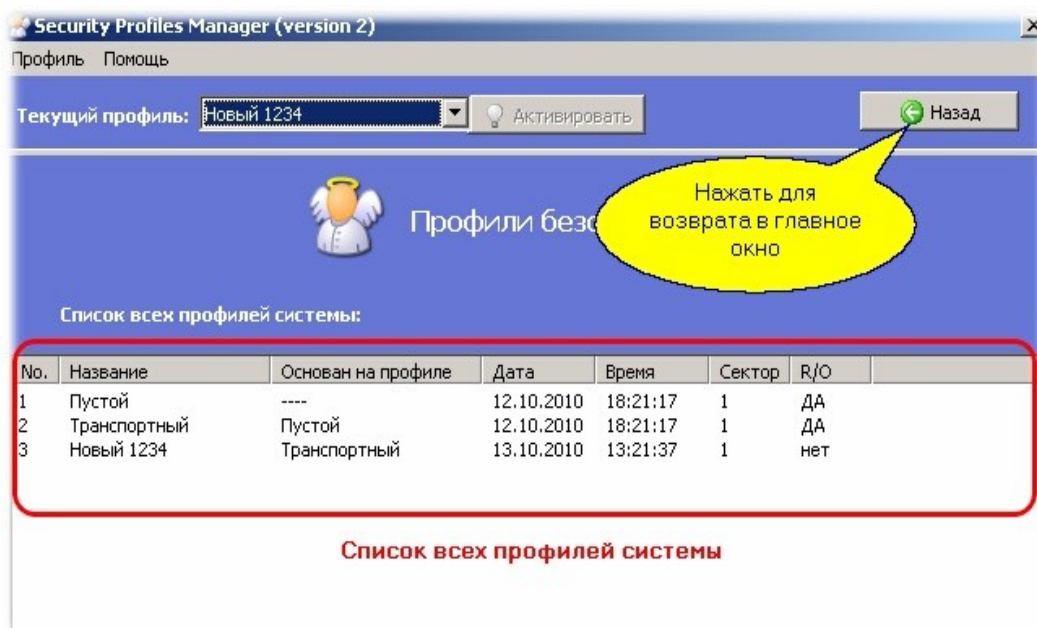 Security Profiles Manager (version 2)
Профиль Помощь
Текущий профиль: Новый 1234 Активировать Назад
Нажать для
возврата в главное
окно
Профили
Список всех профилей системы:
No. Название Основан на профиле Дата Время Сектор R/O
1 Пустой ---- 12.10.2010 18:21:17 1 ДА
2 Транспортный Пустой 12.10.2010 18:21:17 1 ДА
3 Новый 1234 Транспортный 13.10.2010 13:21:37 1 нет
Список всех профилей системы